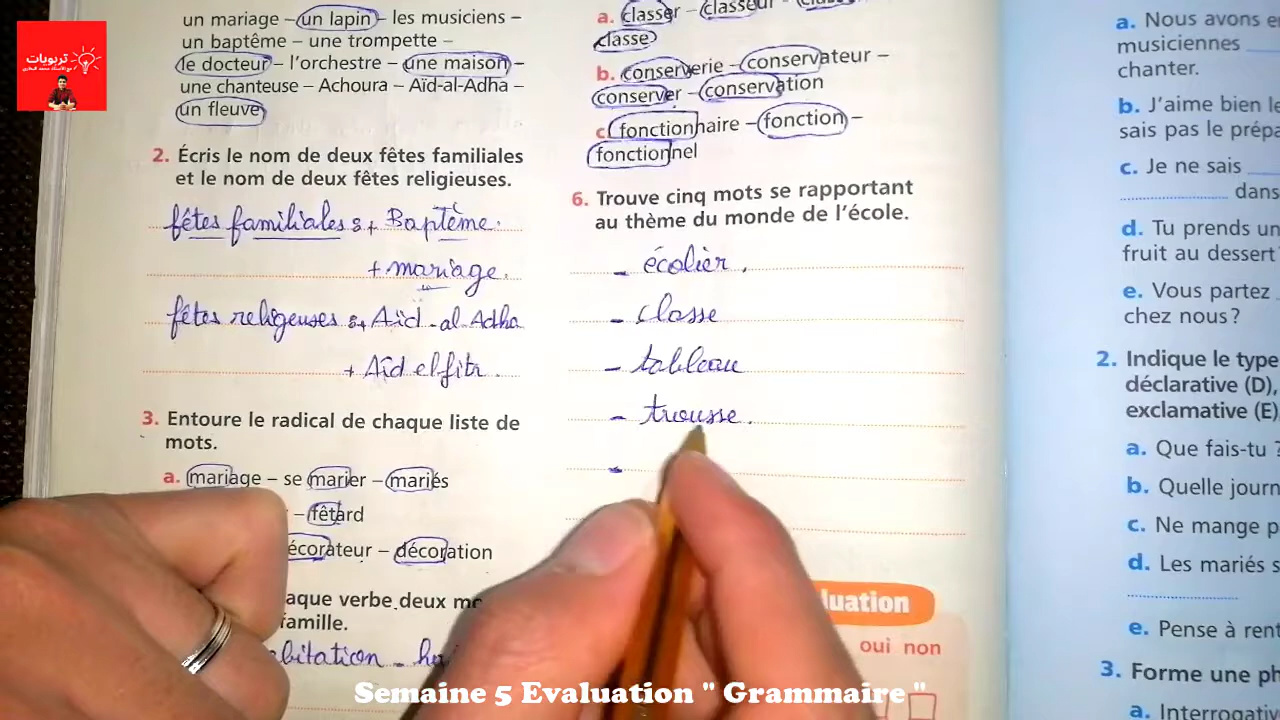 تربويات
un mariage – un lapin – les musiciens –
un baptême – une trompette –
le docteur – l'orchestre – une maison –
une chanteuse – Achoura – Aïd-al-Adha –
un fleuve
2. Écris le nom de deux fêtes familiales
et le nom de deux fêtes religieuses.
fêtes familiales : + Baptême.
+ mariage.
fêtes religeuses : + Aïd-al-Adha
+ Aïd el fitr.
3. Entoure le radical de chaque liste de
mots.
a. mariage – se marier – mariés
– fêtard
écorateur – décoration
aque verbe deux mo
famille.
bitation - ha
a. classer – classeur –
classe
b. conserverie – conservateur –
conserver – conservation
c. fonctionnaire – fonction –
fonctionnel
6. Trouve cinq mots se rapportant
au thème du monde de l'école.
- écolier.
- classe
- tableau
- trousse.
-
luation
oui non
a. Nous avons e
musiciennes
chanter.
b. J'aime bien le
sais pas le prépa
c. Je ne sais
dans
d. Tu prends un
fruit au dessert
e. Vous partez
chez nous ?
2. Indique le type
déclarative (D),
exclamative (E)
a. Que fais-tu ?
b. Quelle journ
c. Ne mange p
d. Les mariés s
e. Pense à rent
3. Forme une ph
a. Interrogativ
Semaine 5 Evaluation " Grammaire "